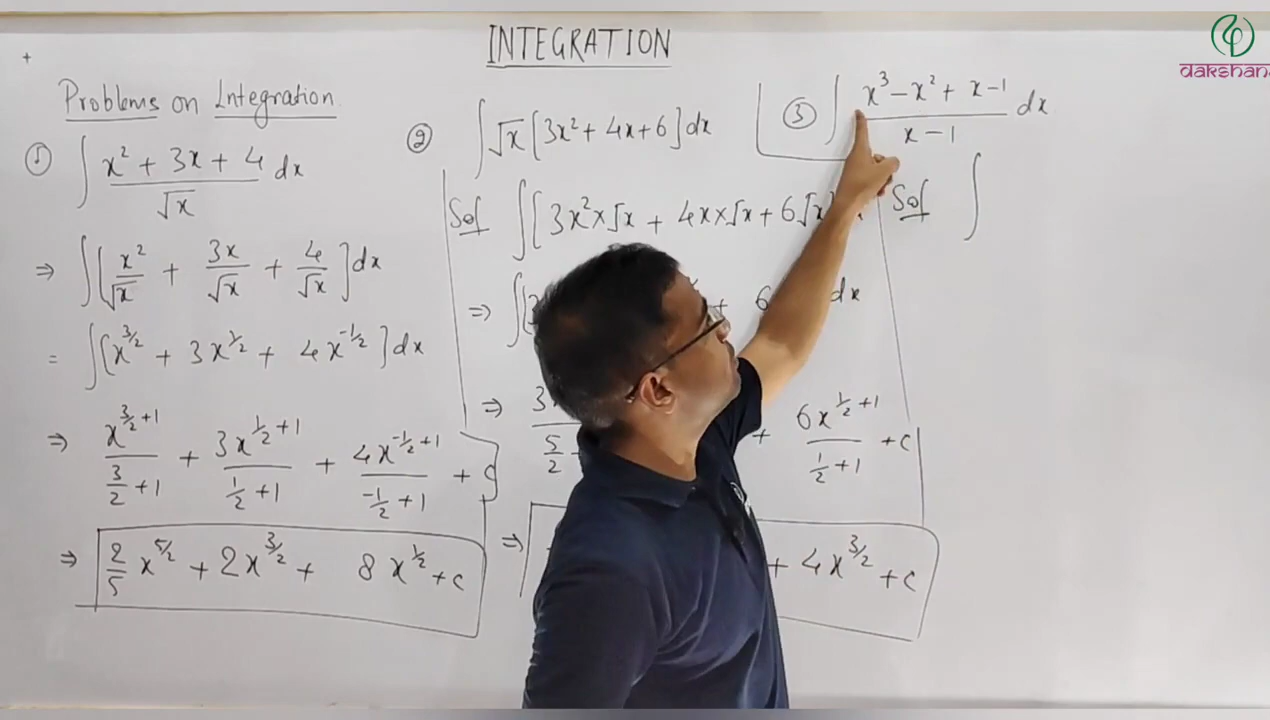 INTEGRATION
dakshana
Problems on Integration
1) ∫ (x² + 3x + 4)/√x dx
⇒ ∫ [x²/√x + 3x/√x + 4/√x] dx
= ∫ (x^(3/2) + 3x^(1/2) + 4x^(-1/2)] dx
⇒ x^(3/2 +1)/(3/2 +1) + 3x^(1/2 +1)/(1/2 +1) + 4x^(-1/2 +1)/(-1/2 +1) + C
⇒ 2/5 x^(5/2) + 2x^(3/2) + 8x^(1/2) + c
② ∫ √x [3x² + 4x + 6] dx
Sol ∫ [3x² × √x + 4x × √x + 6√x
⇒ ∫ + 6 dx
⇒ 5/2 + 6x^(1/2 +1)/(1/2 +1) + C
⇒ + 4x^(3/2) + c
③ ∫ (x³ − x² + x − 1)/(x − 1) dx
Sol ∫